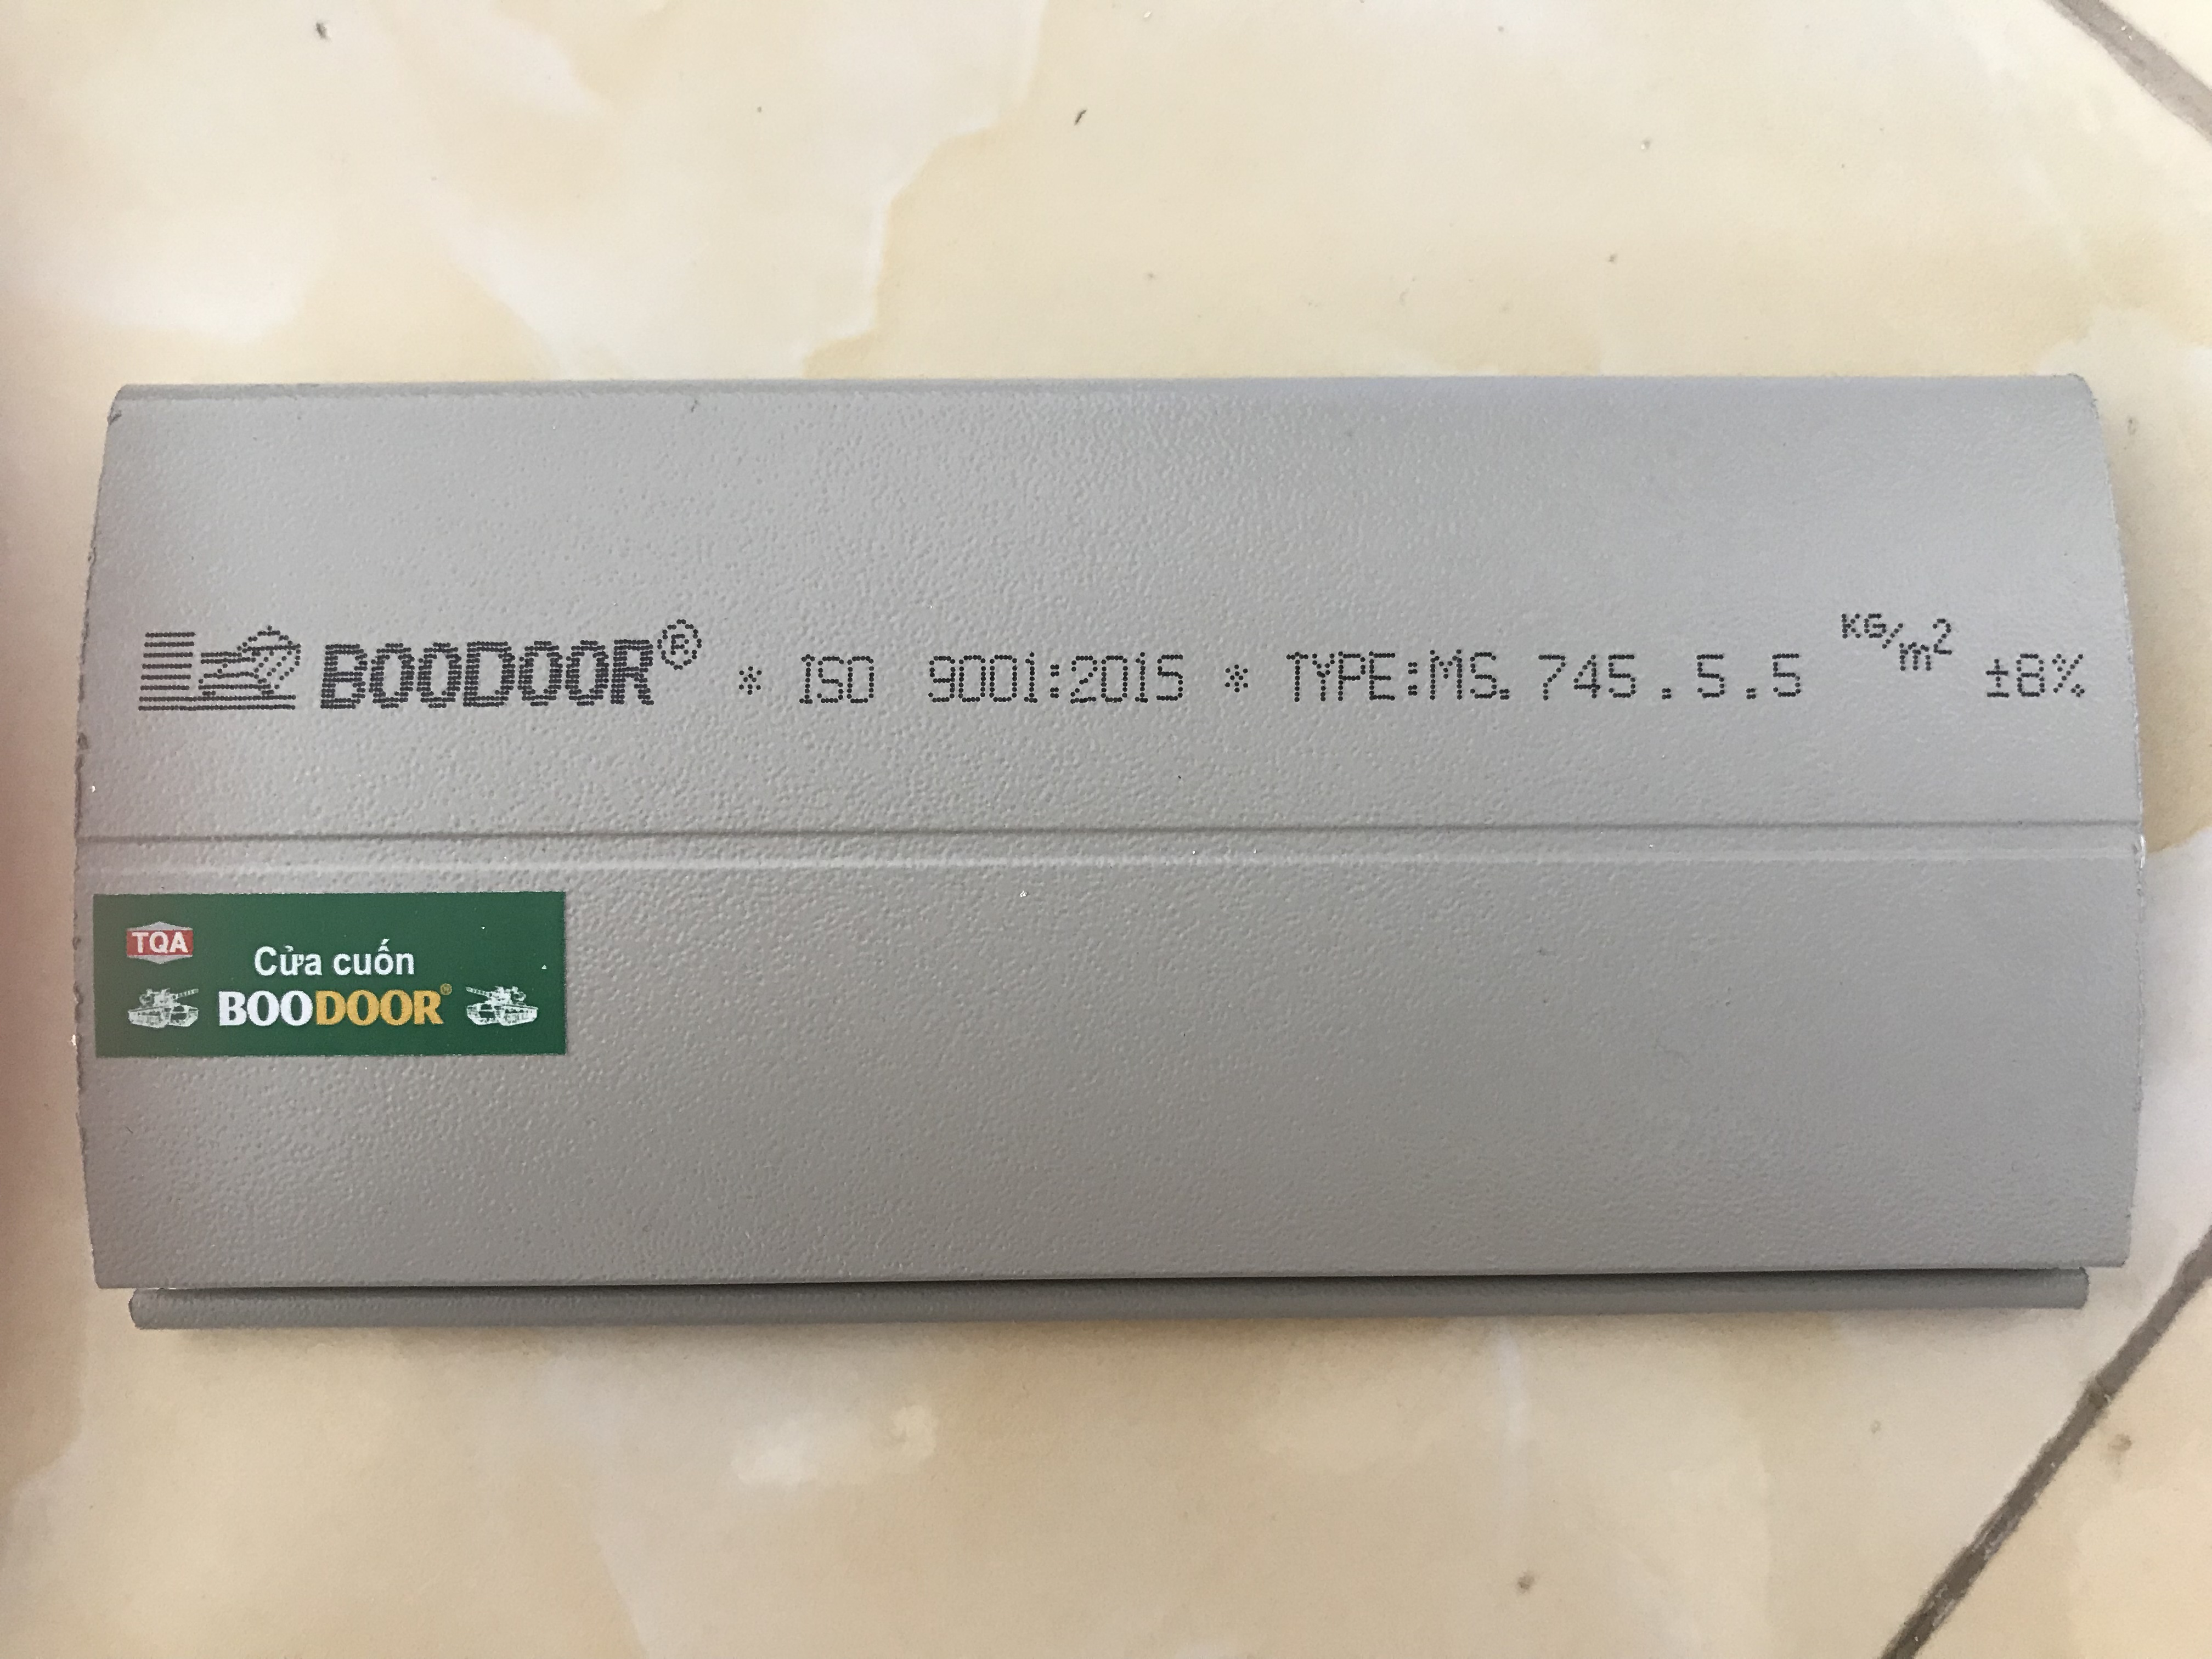 BOODOOR® * ISO 9001:2015 * TYPE:MS. 745.5.5 KG/m² ±8%
TQA
Cửa cuốn
BOODOOR®